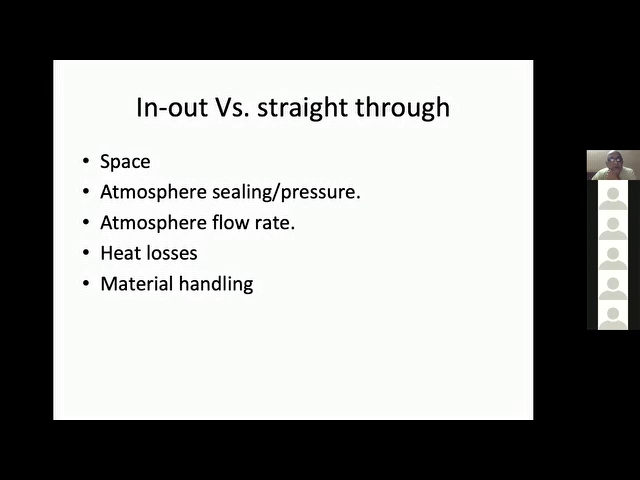 In-out Vs. straight through
• Space
• Atmosphere sealing/pressure.
• Atmosphere flow rate.
• Heat losses
• Material handling